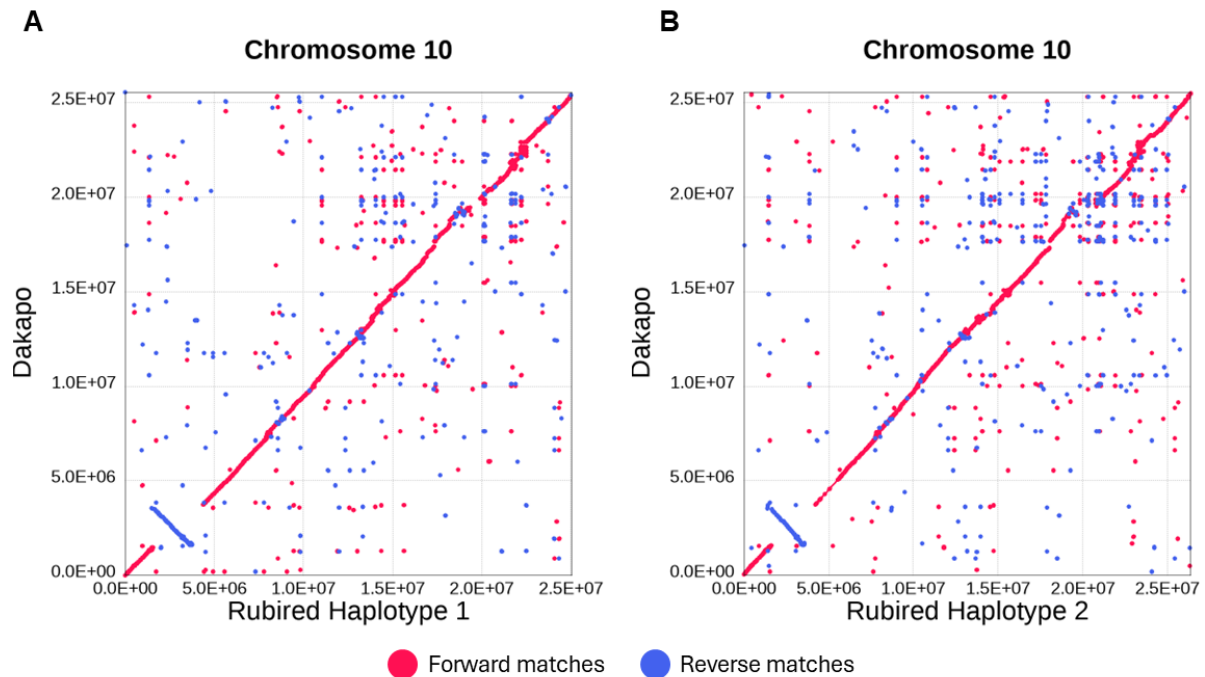 A
B
Chromosome 10
Chromosome 10
Dakapo
2.5E+07
2.0E+07
1.5E+07
1.0E+07
5.0E+06
0.0E+00
0.0E+00 5.0E+06 1.0E+07 1.5E+07 2.0E+07 2.5E+07
Rubired Haplotype 1
Dakapo
2.5E+07
2.0E+07
1.5E+07
1.0E+07
5.0E+06
0.0E+00
0.0E+00 5.0E+06 1.0E+07 1.5E+07 2.0E+07 2.5E+07
Rubired Haplotype 2
Forward matches Reverse matches